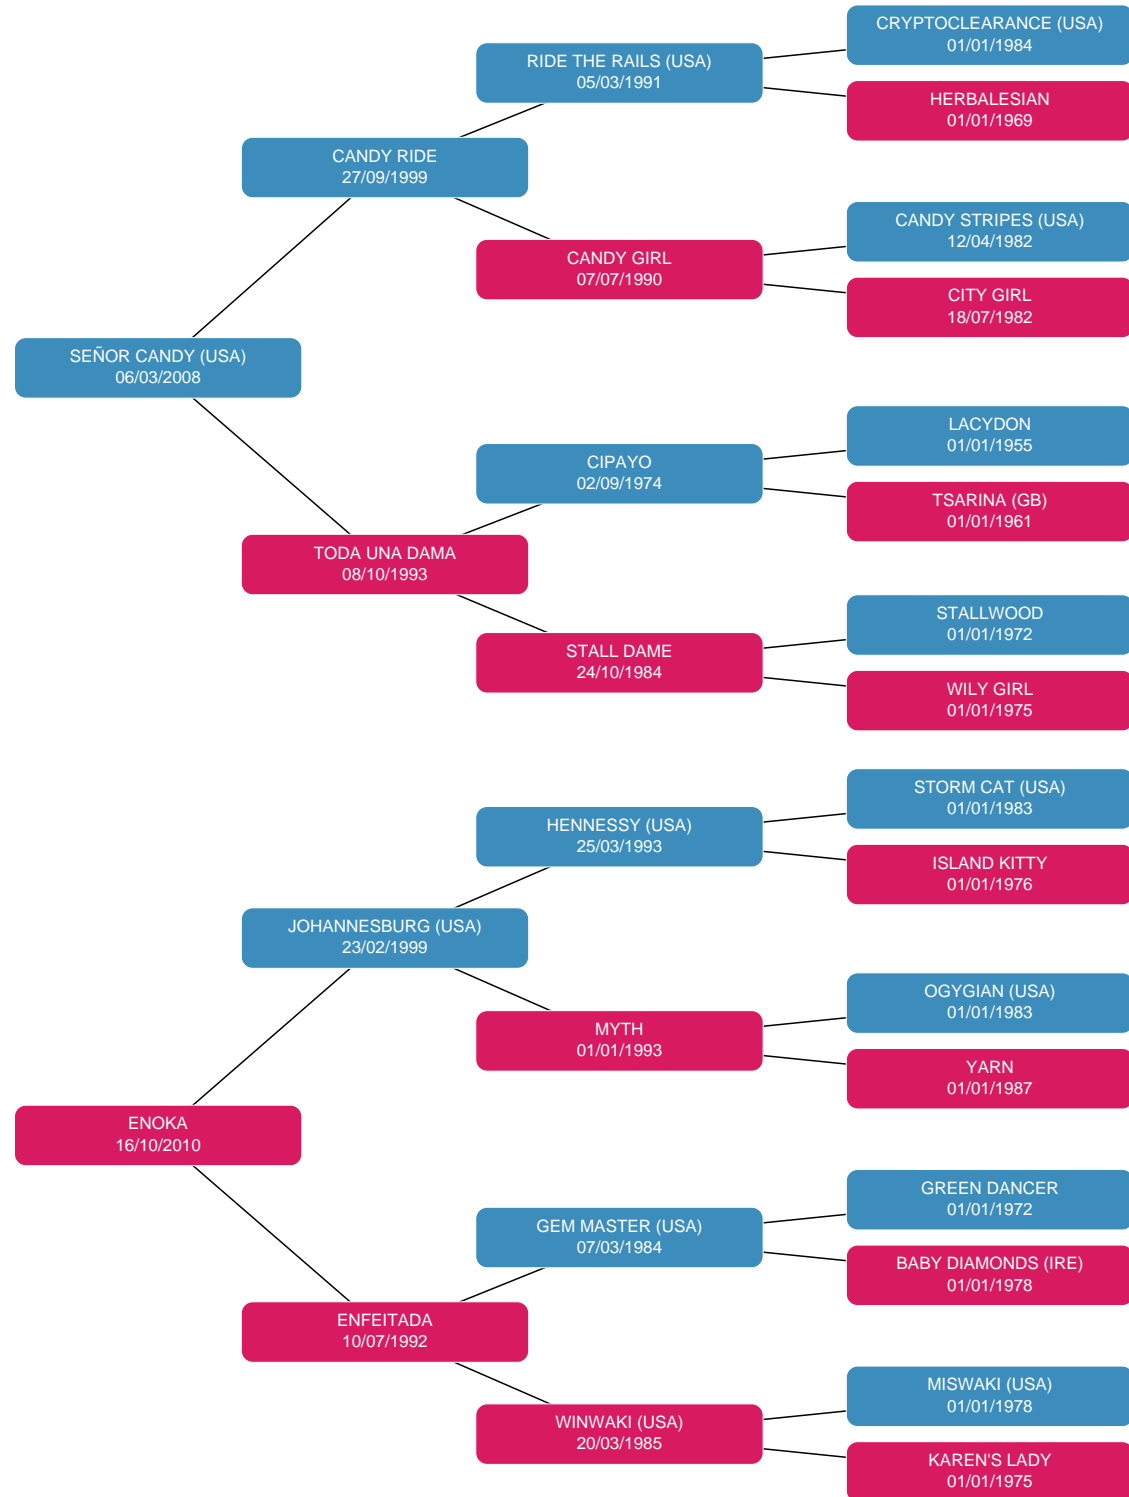 CRYPTOCLEARANCE (USA)
01/01/1984
RIDE THE RAILS (USA)
05/03/1991
HERBALESIAN
01/01/1969
CANDY RIDE
27/09/1999
CANDY STRIPES (USA)
12/04/1982
CANDY GIRL
07/07/1990
CITY GIRL
18/07/1982
SEÑOR CANDY (USA)
06/03/2008
LACYDON
01/01/1955
CIPAYO
02/09/1974
TSARINA (GB)
01/01/1961
TODA UNA DAMA
08/10/1993
STALLWOOD
01/01/1972
STALL DAME
24/10/1984
WILY GIRL
01/01/1975
STORM CAT (USA)
01/01/1983
HENNESSY (USA)
25/03/1993
ISLAND KITTY
01/01/1976
JOHANNESBURG (USA)
23/02/1999
OGYGIAN (USA)
01/01/1983
MYTH
01/01/1993
YARN
01/01/1987
ENOKA
16/10/2010
GREEN DANCER
01/01/1972
GEM MASTER (USA)
07/03/1984
BABY DIAMONDS (IRE)
01/01/1978
ENFEITADA
10/07/1992
MISWAKI (USA)
01/01/1978
WINWAKI (USA)
20/03/1985
KAREN'S LADY
01/01/1975